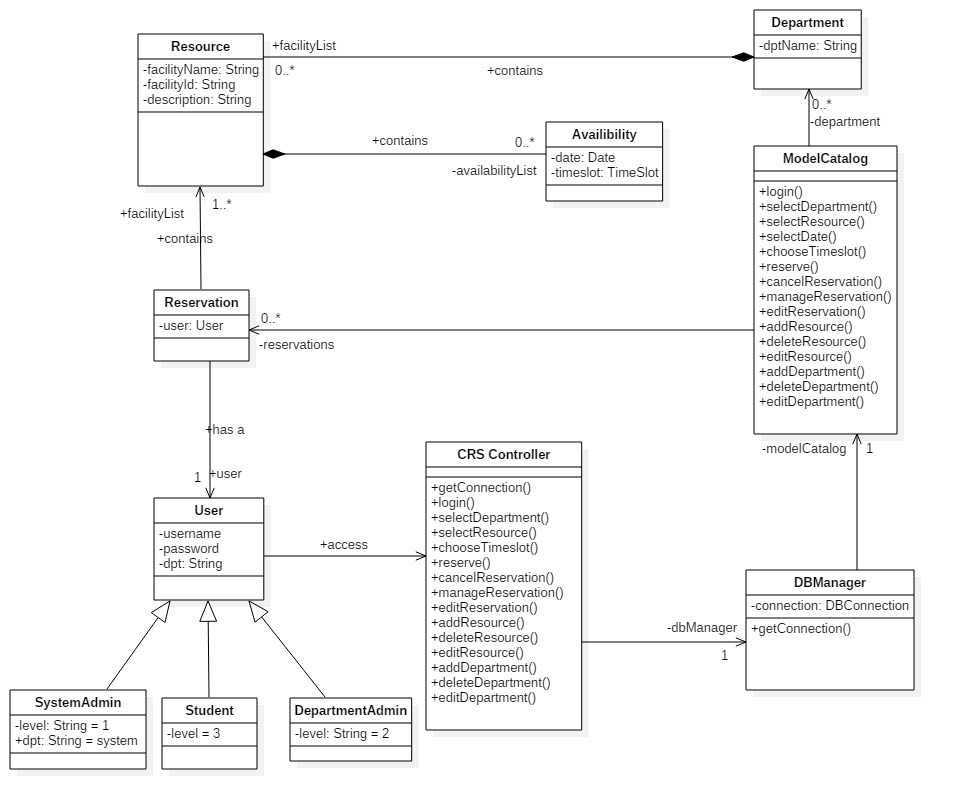 Department
-dptName: String
Resource
-facilityName: String
-facilityId: String
-description: String
+facilityList
0..*
+contains
0..*
-department
Availibility
-date: Date
-timeslot: TimeSlot
+contains
0..*
-availabilityList
ModelCatalog
+login()
+selectDepartment()
+selectResource()
+selectDate()
+chooseTimeslot()
+reserve()
+cancelReservation()
+manageReservation()
+editReservation()
+addResource()
+deleteResource()
+editResource()
+addDepartment()
+deleteDepartment()
+editDepartment()
1..*
+facilityList
+contains
Reservation
-user: User
0..*
-reservations
+has a
1
+user
User
-username
-password
-dpt: String
+access
CRS Controller
+getConnection()
+login()
+selectDepartment()
+selectResource()
+chooseTimeslot()
+reserve()
+cancelReservation()
+manageReservation()
+editReservation()
+addResource()
+deleteResource()
+editResource()
+addDepartment()
+deleteDepartment()
+editDepartment()
-modelCatalog
1
DBManager
-connection: DBConnection
+getConnection()
-dbManager
1
SystemAdmin
-level: String = 1
+dpt: String = system
Student
-level = 3
DepartmentAdmin
-level: String = 2